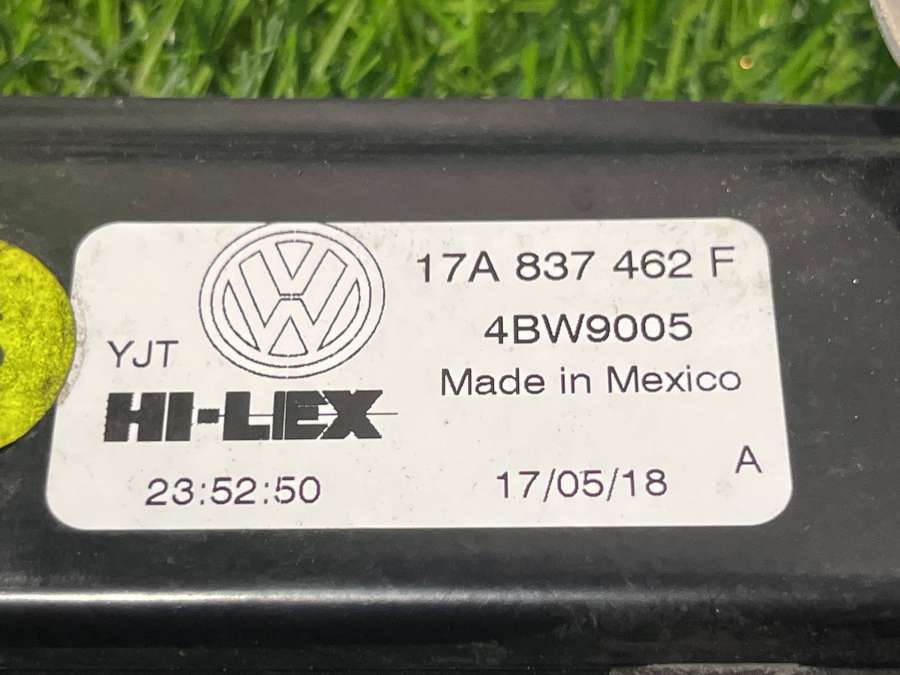 17A 837 462 F
4BW9005
YJT
Made in Mexico
HI-LEX
23:52:50 17/05/18 A